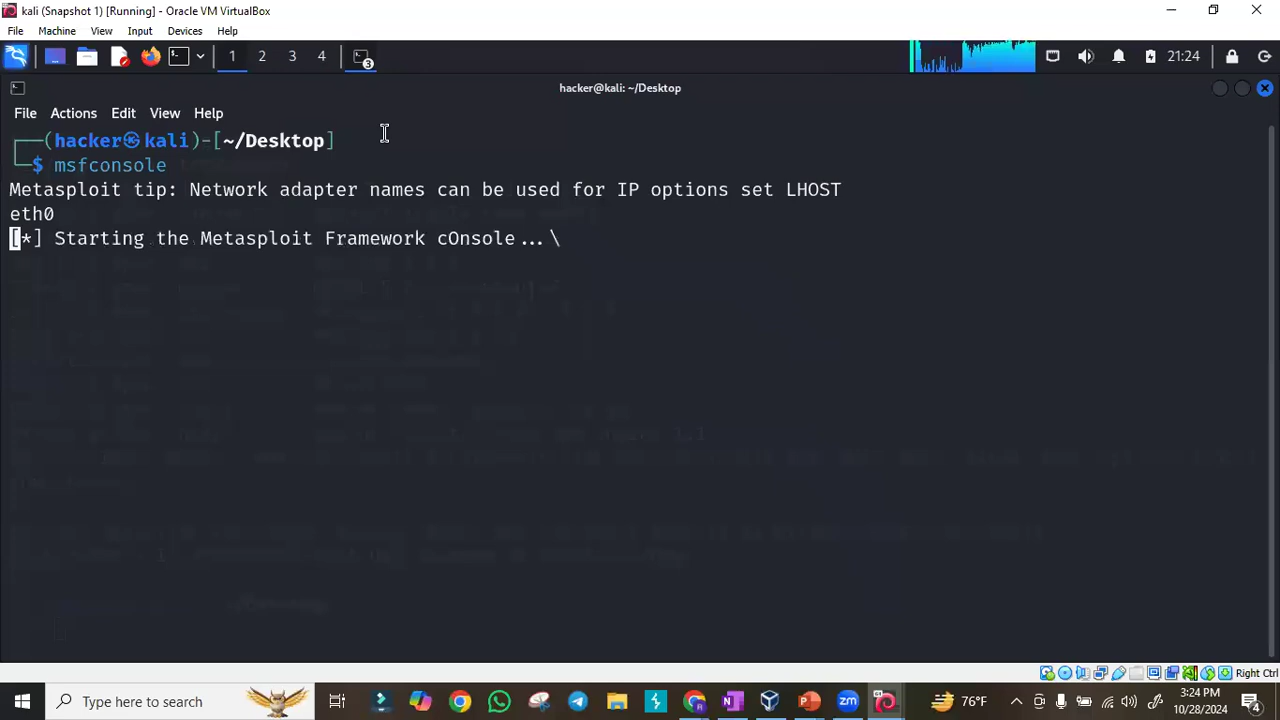 kali (Snapshot 1) [Running] - Oracle VM VirtualBox
File Machine View Input Devices Help
1 2 3 4 3 21:24
hacker@kali: ~/Desktop
File Actions Edit View Help
┌──(hacker㉿kali)-[~/Desktop]
└─$ msfconsole
Metasploit tip: Network adapter names can be used for IP options set LHOST
eth0
[*] Starting the Metasploit Framework cOnsole...\
Right Ctrl
Type here to search
76°F
3:24 PM
10/28/2024
4